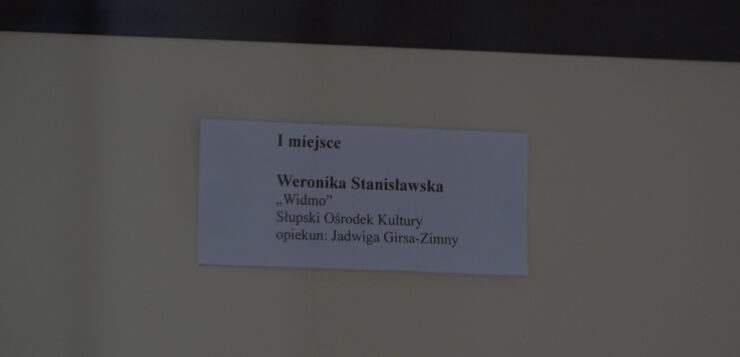 I miejsce
Weronika Stanisławska
„Widmo”
Słupski Ośrodek Kultury
opiekun: Jadwiga Girsa-Zimny